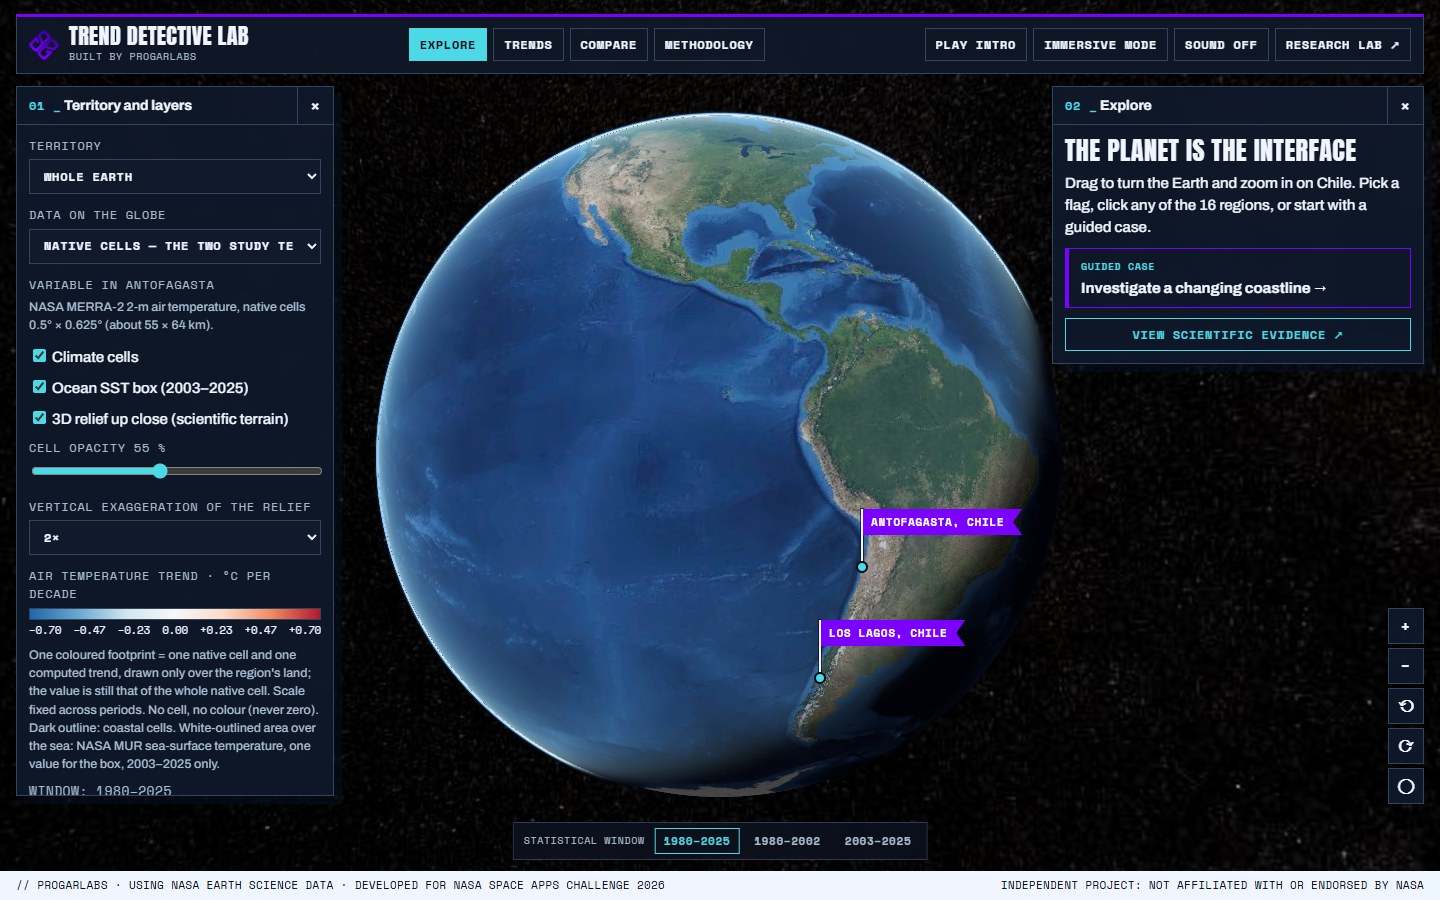 TREND DETECTIVE LAB
BUILT BY PROGARLABS
EXPLORE
TRENDS
COMPARE
METHODOLOGY
PLAY INTRO
IMMERSIVE MODE
SOUND OFF
RESEARCH LAB ↗
01 _ Territory and layers
×
TERRITORY
WHOLE EARTH
DATA ON THE GLOBE
NATIVE CELLS — THE TWO STUDY TE
VARIABLE IN ANTOFAGASTA
NASA MERRA-2 2-m air temperature, native cells
0.5° × 0.625° (about 55 × 64 km).
Climate cells
Ocean SST box (2003–2025)
3D relief up close (scientific terrain)
CELL OPACITY 55 %
VERTICAL EXAGGERATION OF THE RELIEF
2×
AIR TEMPERATURE TREND · °C PER
DECADE
−0.70 −0.47 −0.23 0.00 +0.23 +0.47 +0.70
One coloured footprint = one native cell and one
computed trend, drawn only over the region's land;
the value is still that of the whole native cell. Scale
fixed across periods. No cell, no colour (never zero).
Dark outline: coastal cells. White-outlined area over
the sea: NASA MUR sea-surface temperature, one
value for the box, 2003–2025 only.
WINDOW: 1980–2025
ANTOFAGASTA, CHILE
LOS LAGOS, CHILE
02 _ Explore
×
THE PLANET IS THE INTERFACE
Drag to turn the Earth and zoom in on Chile. Pick a
flag, click any of the 16 regions, or start with a
guided case.
GUIDED CASE
Investigate a changing coastline →
VIEW SCIENTIFIC EVIDENCE ↗
+
−
STATISTICAL WINDOW
1980–2025
1980–2002
2003–2025
// PROGARLABS · USING NASA EARTH SCIENCE DATA · DEVELOPED FOR NASA SPACE APPS CHALLENGE 2026
INDEPENDENT PROJECT: NOT AFFILIATED WITH OR ENDORSED BY NASA